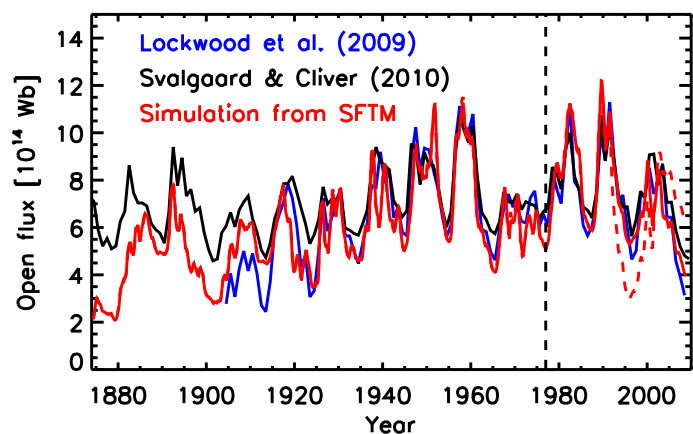 Lockwood et al. (2009)
Svalgaard & Cliver (2010)
Simulation from SFTM
Open flux [10¹⁴ Wb]
14
12
10
8
6
4
2
0
1880 1900 1920 1940 1960 1980 2000
Year